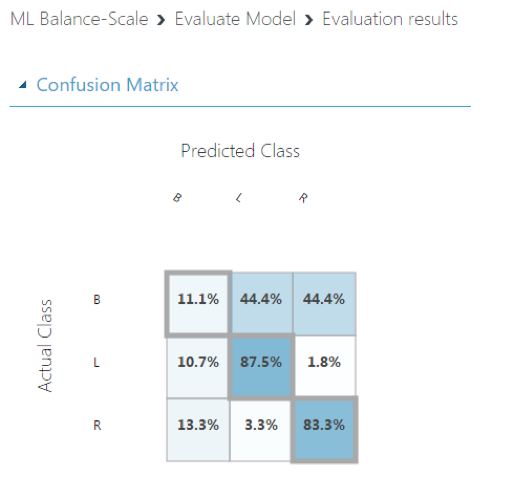 ML Balance-Scale › Evaluate Model › Evaluation results
Confusion Matrix
Predicted Class
B L R
Actual Class
B 11.1% 44.4% 44.4%
L 10.7% 87.5% 1.8%
R 13.3% 3.3% 83.3%